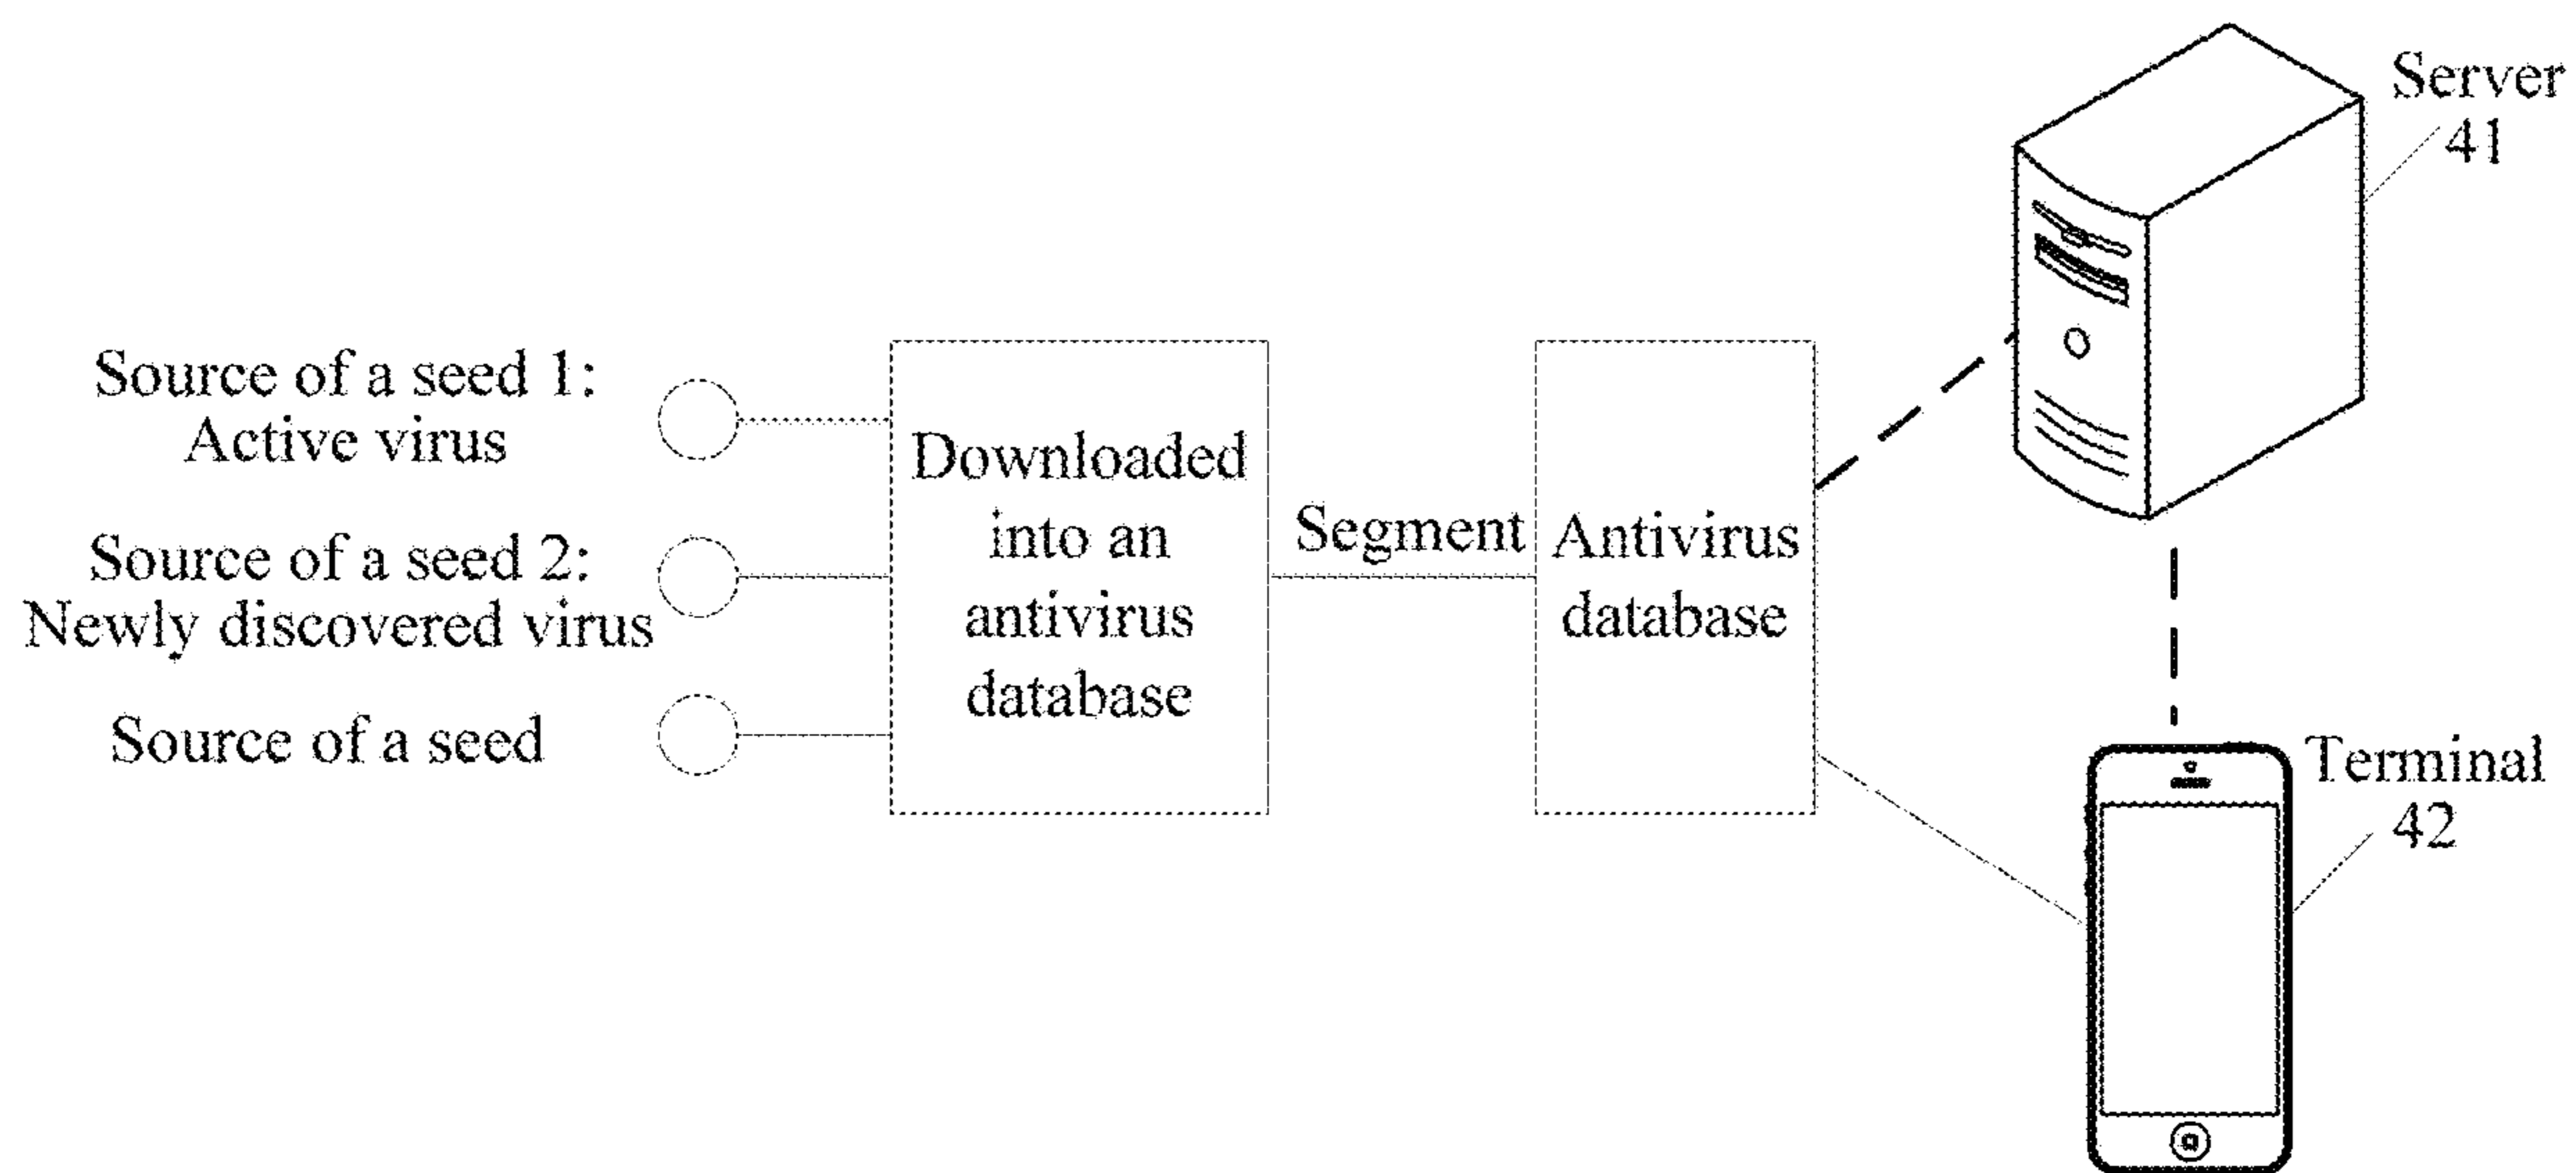 Source of a seed 1:
Active virus
Source of a seed 2:
Newly discovered virus
Source of a seed
Downloaded
into an
antivirus
database
Segment
Antivirus
database
Server
41
Terminal
42